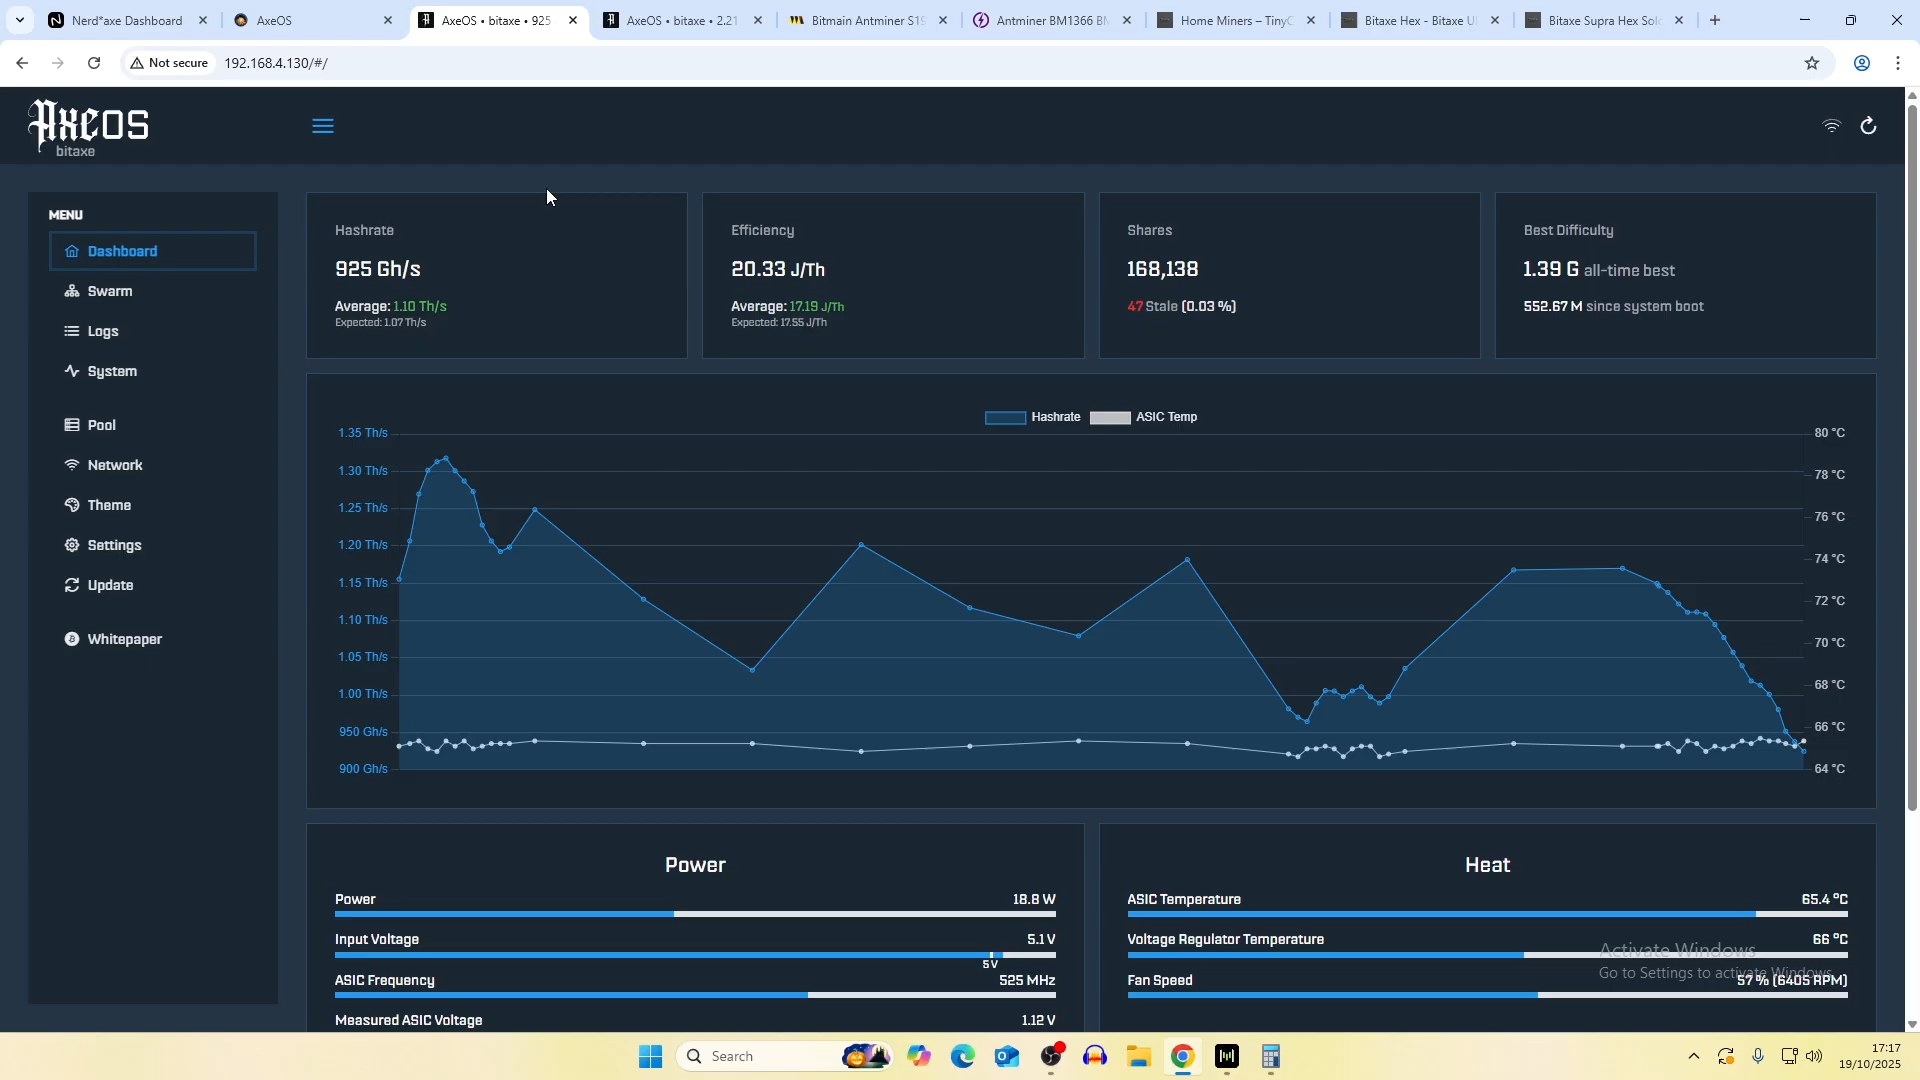 Nerd*axe Dashboard
AxeOS
AxeOS • bitaxe • 925
AxeOS • bitaxe • 2.21
Bitmain Antminer S19
Antminer BM1366 BM
Home Miners – TinyC
Bitaxe Hex - Bitaxe Ul
Bitaxe Supra Hex Solo
Not secure
192.168.4.130/#/
AxeOS
bitaxe
MENU
Dashboard
Swarm
Logs
System
Pool
Network
Theme
Settings
Update
Whitepaper
Hashrate
925 Gh/s
Average: 1.10 Th/s
Expected: 1.07 Th/s
Efficiency
20.33 J/Th
Average: 17.19 J/Th
Expected: 17.55 J/Th
Shares
168,138
47 Stale (0.03 %)
Best Difficulty
1.39 G all-time best
552.67 M since system boot
Hashrate
ASIC Temp
1.35 Th/s
1.30 Th/s
1.25 Th/s
1.20 Th/s
1.15 Th/s
1.10 Th/s
1.05 Th/s
1.00 Th/s
950 Gh/s
900 Gh/s
80 °C
78 °C
76 °C
74 °C
72 °C
70 °C
68 °C
66 °C
64 °C
Power
Power 18.8 W
Input Voltage 5.1 V
5 V
ASIC Frequency 525 MHz
Measured ASIC Voltage 1.12 V
Heat
ASIC Temperature 65.4 °C
Voltage Regulator Temperature 66 °C
Fan Speed 57 % (6405 RPM)
Activate Windows
Go to Settings to activate Windows.
Search
17:17
19/10/2025